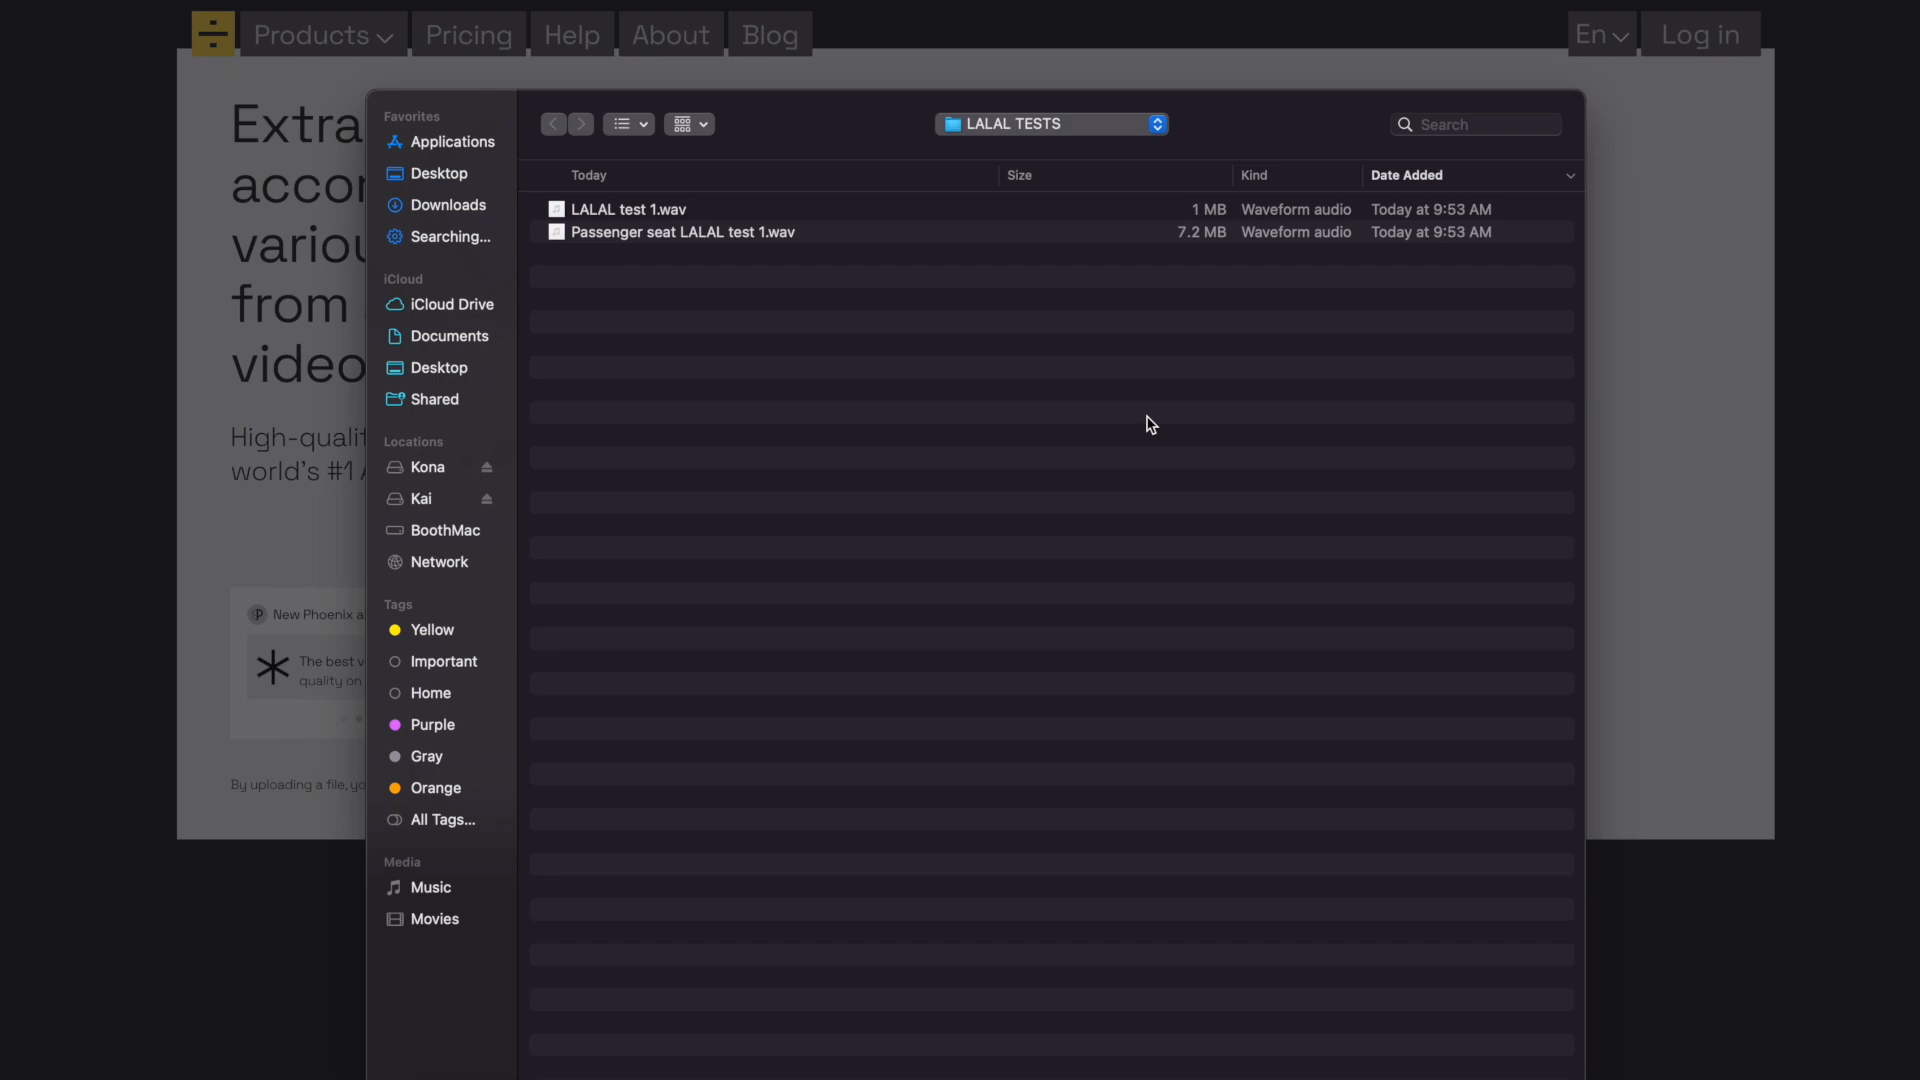 Products
Pricing
Help
About
Blog
En
Log in
Extra
accor
variou
from
video
High-qualit
world's #1
New Phoenix a
The best v
quality on
By uploading a file, yo
Favorites
Applications
Desktop
Downloads
Searching...
iCloud
iCloud Drive
Documents
Desktop
Shared
Locations
Kona
Kai
BoothMac
Network
Tags
Yellow
Important
Home
Purple
Gray
Orange
All Tags...
Media
Music
Movies
LALAL TESTS
Search
Today Size Kind Date Added
LALAL test 1.wav 1 MB Waveform audio Today at 9:53 AM
Passenger seat LALAL test 1.wav 7.2 MB Waveform audio Today at 9:53 AM